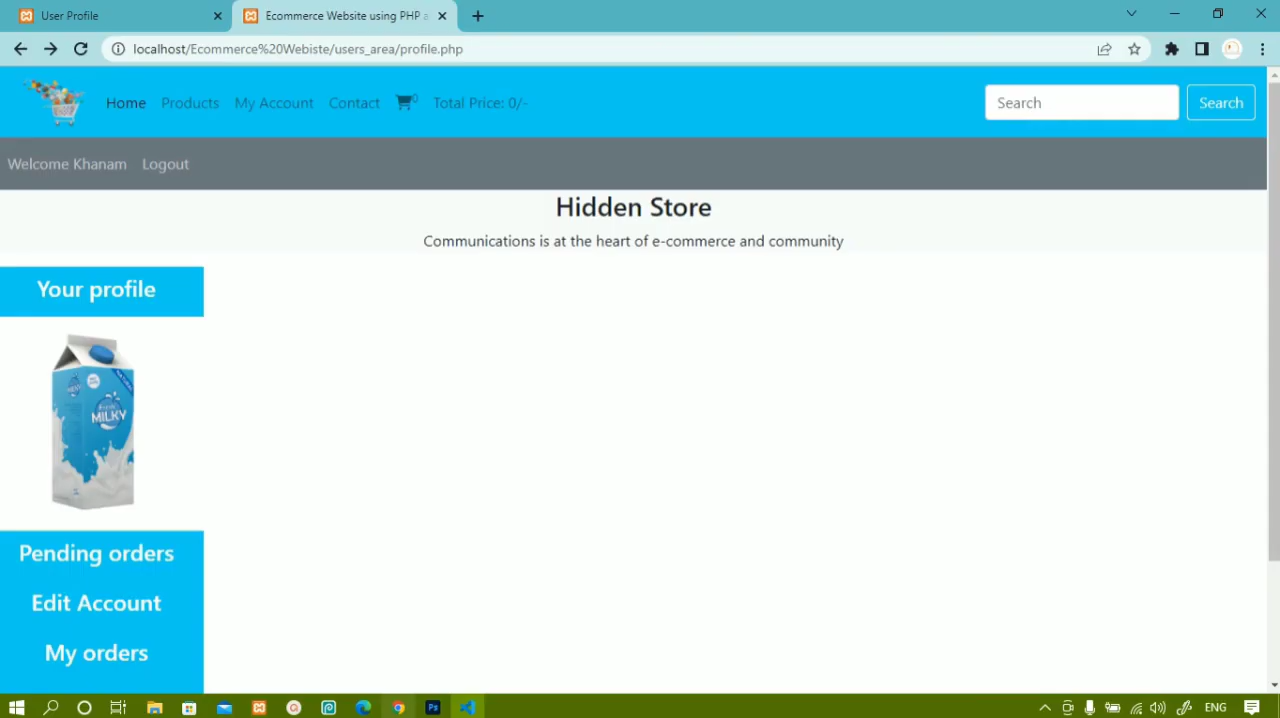 User Profile
Ecommerce Website using PHP a
localhost/Ecommerce%20Webiste/users_area/profile.php
Home Products My Account Contact 0 Total Price: 0/-
Search
Search
Welcome Khanam Logout
Hidden Store
Communications is at the heart of e-commerce and community
Your profile
MILKY
Pending orders
Edit Account
My orders
Ps
ENG